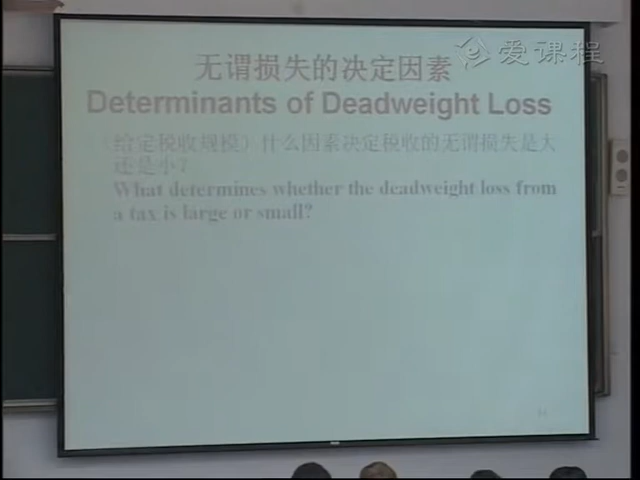 爱课程
无谓损失的决定因素
Determinants of Deadweight Loss
（给定税收规模）什么因素决定税收的无谓损失是大
还是小？
What determines whether the deadweight loss from
a tax is large or small?